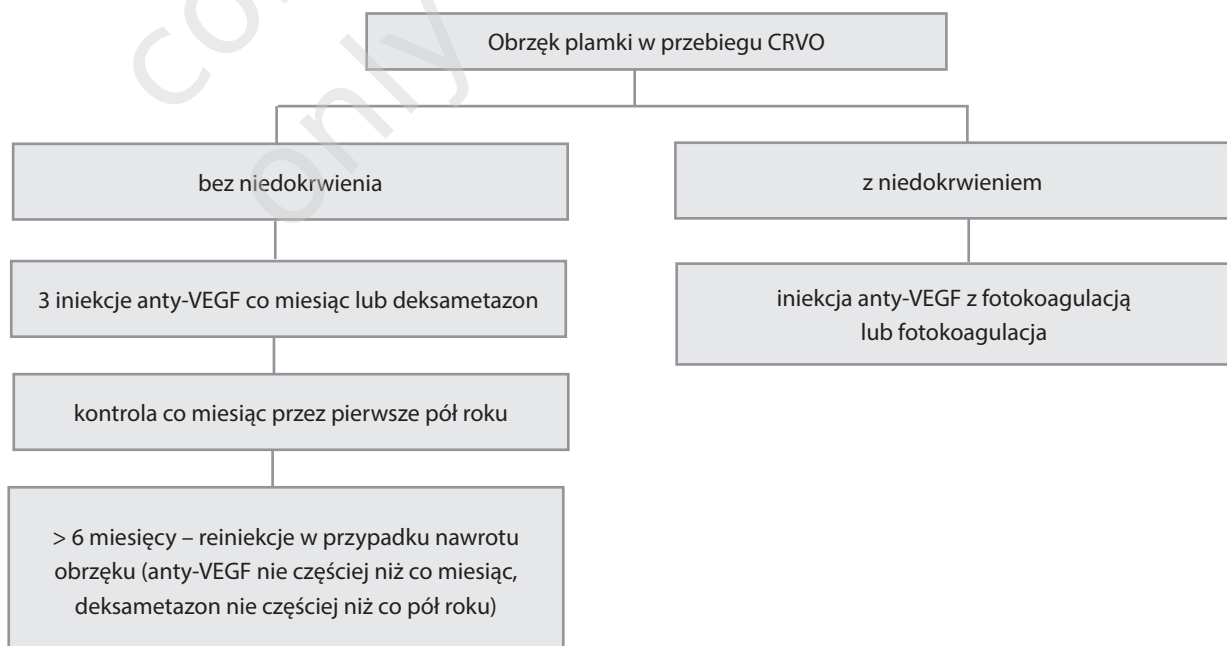 Obrzęk plamki w przebiegu CRVO
bez niedokrwienia
z niedokrwieniem
3 iniekcje anty-VEGF co miesiąc lub deksametazon
iniekcja anty-VEGF z fotokoagulacją
lub fotokoagulacja
kontrola co miesiąc przez pierwsze pół roku
> 6 miesięcy – reiniekcje w przypadku nawrotu
obrzęku (anty-VEGF nie częściej niż co miesiąc,
deksametazon nie częściej niż co pół roku)
only